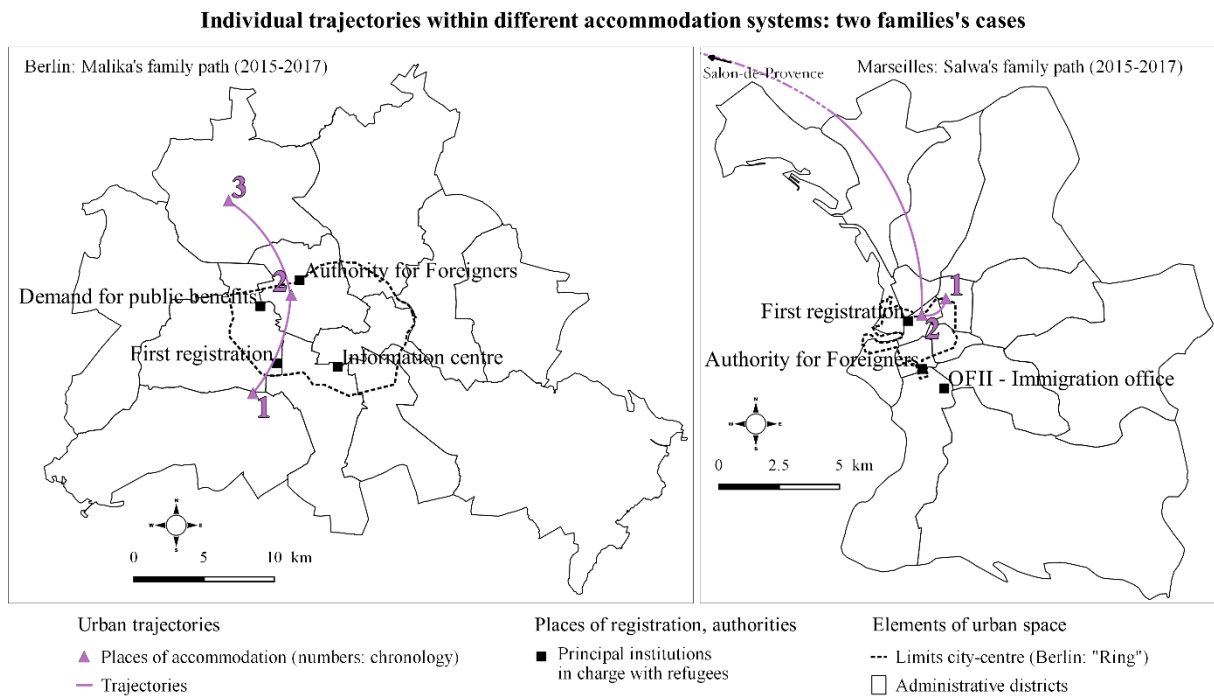 Individual trajectories within different accommodation systems: two families's cases
Berlin: Malika's family path (2015-2017)
3
2
Authority for Foreigners
Demand for public benefits
First registration
Information centre
1
N
W E
S
0 5 10 km
Salon-de-Provence
Marseilles: Salwa's family path (2015-2017)
1
First registration
2
Authority for Foreigners
OFII - Immigration office
N
W E
S
0 2.5 5 km
Urban trajectories
Places of accommodation (numbers: chronology)
Trajectories
Places of registration, authorities
Principal institutions
in charge with refugees
Elements of urban space
Limits city-centre (Berlin: "Ring")
Administrative districts